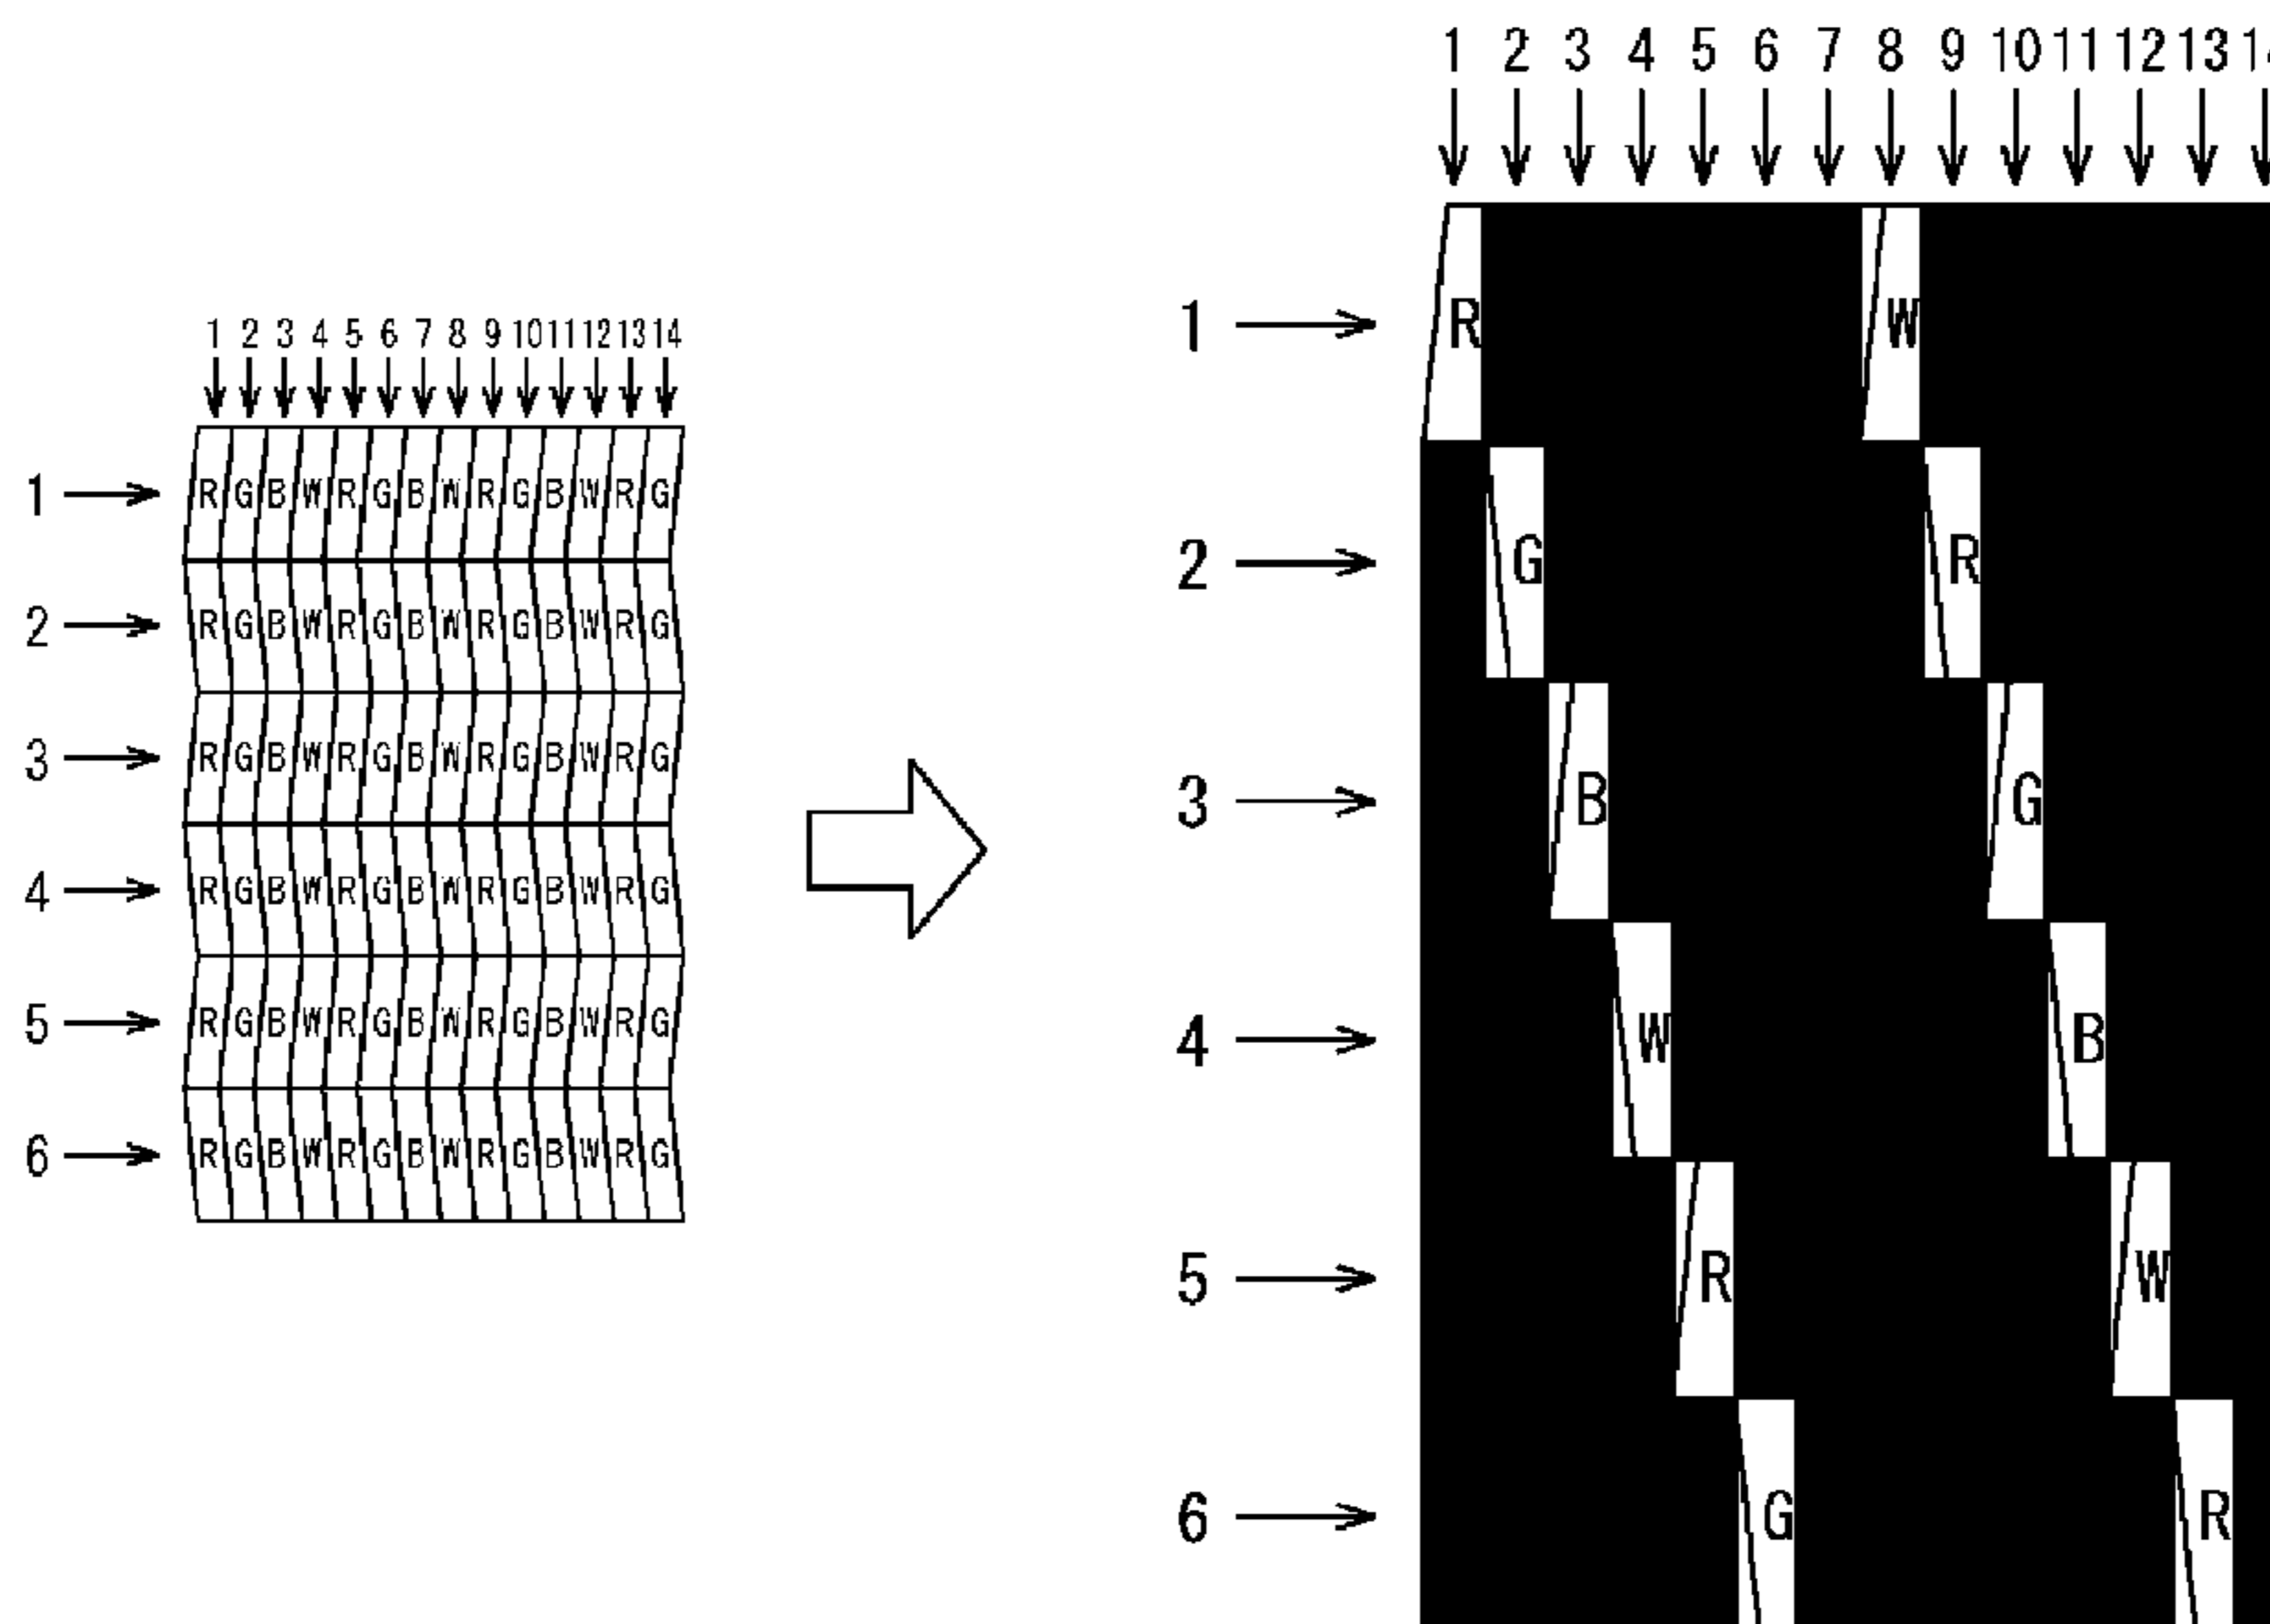 1 2 3 4 5 6 7 8 9 10 11 12 13 14
1 R G B W R G B W R G B W R G
2 R G B W R G B W R G B W R G
3 R G B W R G B W R G B W R G
4 R G B W R G B W R G B W R G
5 R G B W R G B W R G B W R G
6 R G B W R G B W R G B W R G
1 2 3 4 5 6 7 8 9 10 11 12 13 14
1 R W
2 G R
3 B G
4 W B
5 R W
6 G R